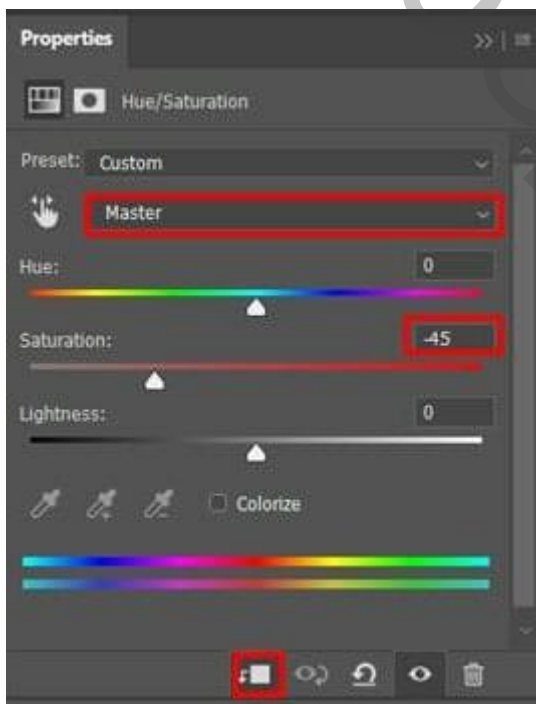 Properties
Hue/Saturation
Preset: Custom
Master
Hue: 0
Saturation: -45
Lightness: 0
Colorize